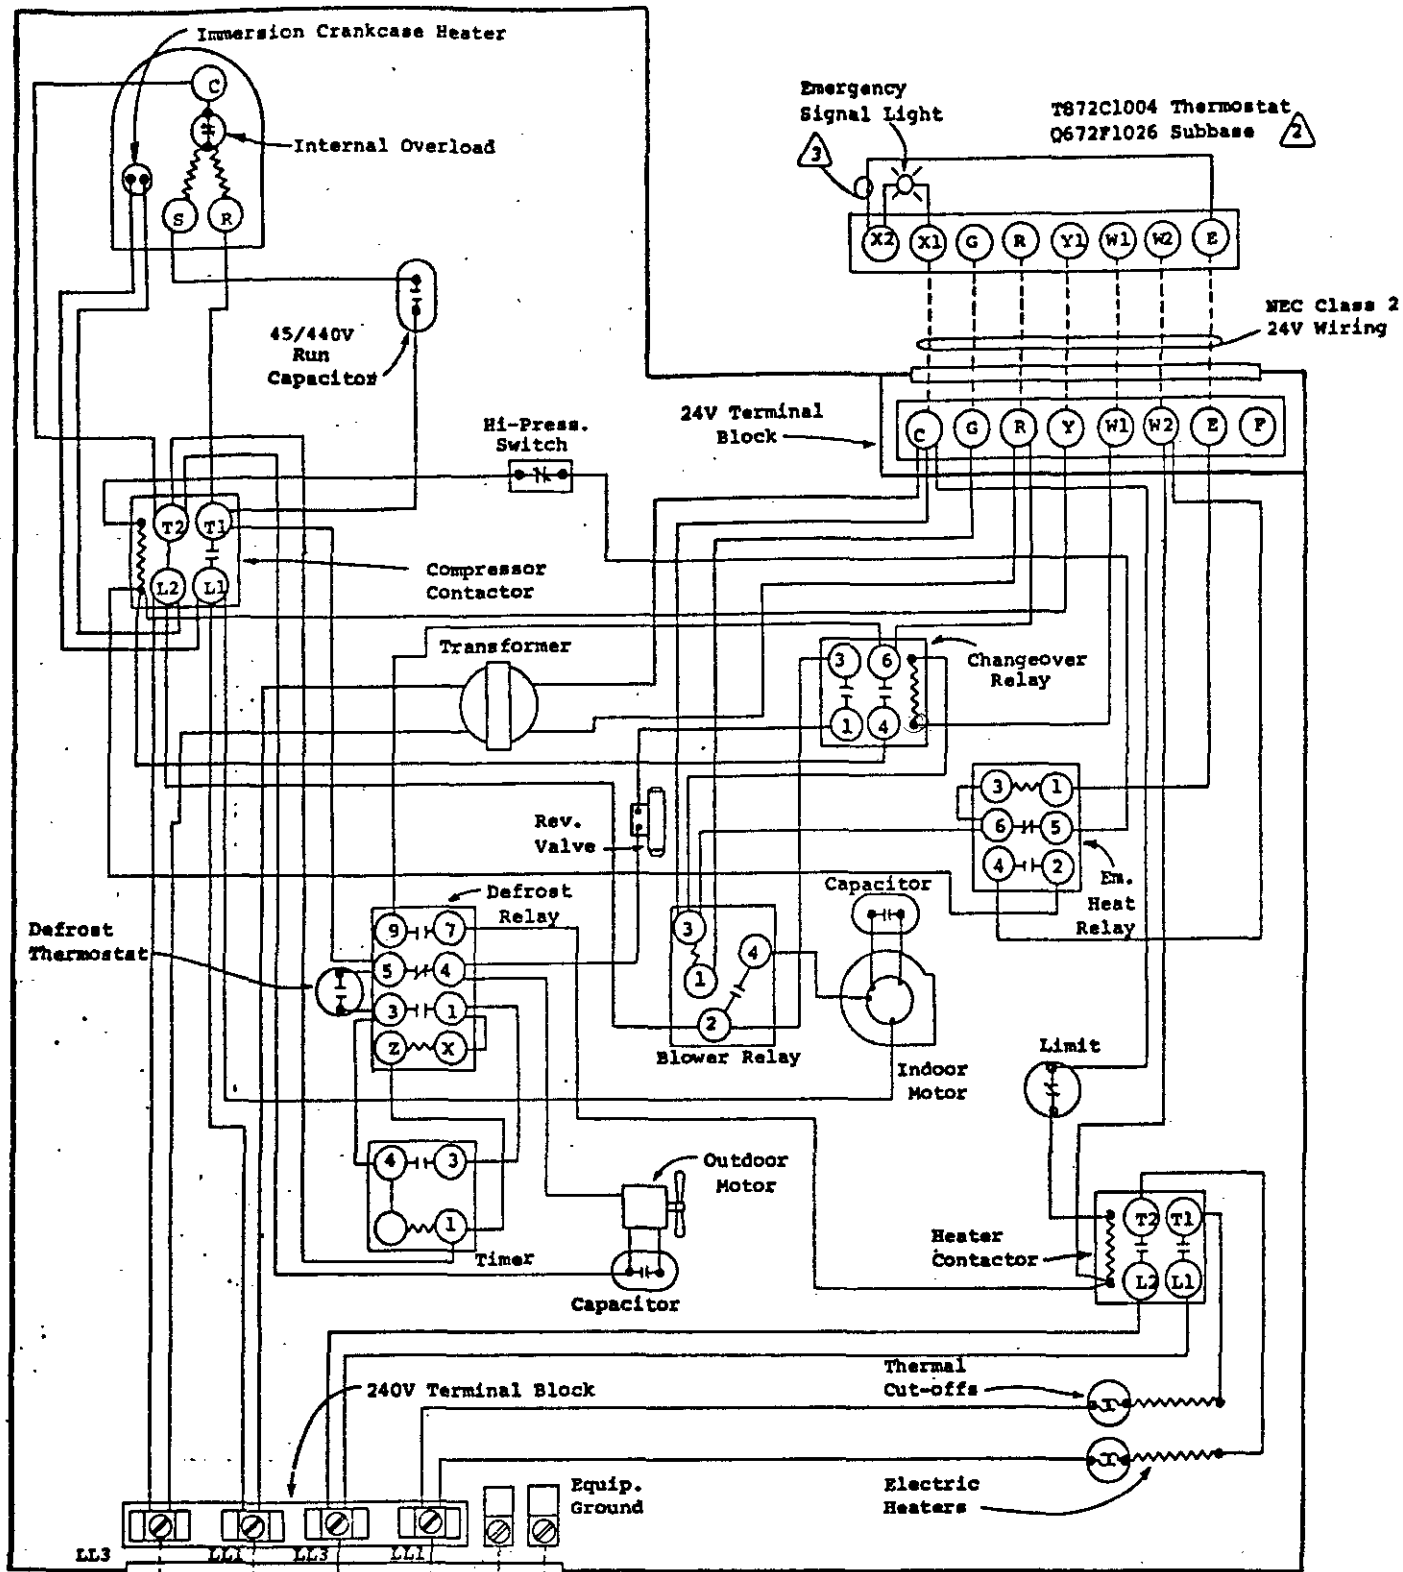 Immersion Crankcase Heater
C
Internal Overload
S R
45/440V
Run
Capacitor
Emergency
Signal Light
T872C1004 Thermostat
Q672F1026 Subbase
2
3
X2 X1 G R Y1 W1 W2 E
NEC Class 2
24V Wiring
24V Terminal
Block
C G R Y W1 W2 E F
Hi-Press.
Switch
T2 T1
L2 L1
Compressor
Contactor
Transformer
3 6
1 4
Changeover
Relay
3 1
6 5
4 2
Em.
Heat
Relay
Rev.
Valve
Defrost
Relay
Defrost
Thermostat
9 7
5 4
3 1
Z X
3
4
1
2
Blower Relay
Capacitor
Indoor
Motor
Limit
4 3
1
Timer
Outdoor
Motor
Capacitor
Heater
Contactor
T2 T1
L2 L1
Thermal
Cut-offs
Electric
Heaters
240V Terminal Block
Equip.
Ground
LL3 LL1 LL3 LL1